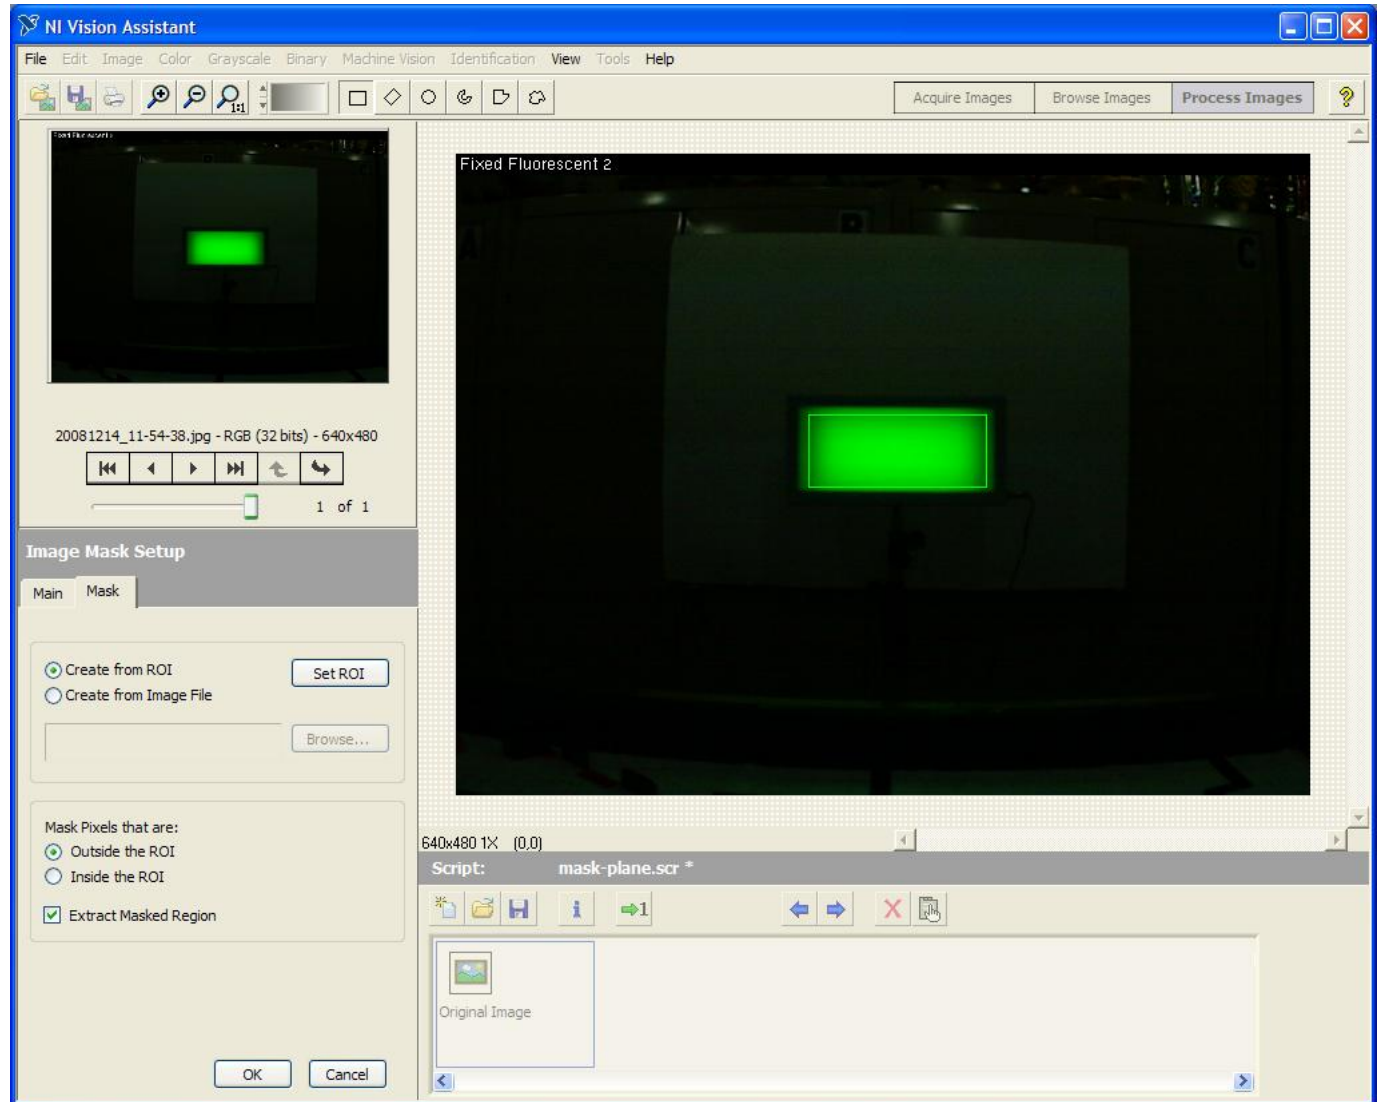 NI Vision Assistant
File Edit Image Color Grayscale Binary Machine Vision Identification View Tools Help
1:1
Acquire Images Browse Images Process Images
Fixed Fluorescent 2
A B C
20081214_11-54-38.jpg - RGB (32 bits) - 640x480
1 of 1
Image Mask Setup
Main Mask
Create from ROI
Set ROI
Create from Image File
Browse...
Mask Pixels that are:
Outside the ROI
Inside the ROI
Extract Masked Region
OK Cancel
640x480 1X (0,0)
Script: mask-plane.scr *
1
Original Image